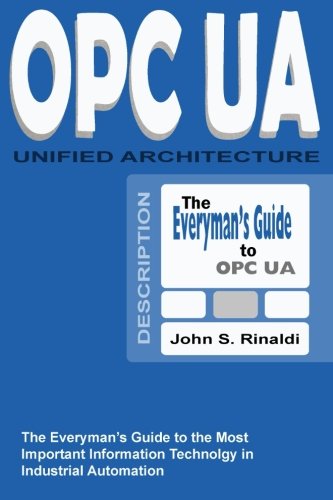 OPC UA
UNIFIED ARCHITECTURE
DESCRIPTION
The
Everyman's Guide
to
OPC UA
John S. Rinaldi
The Everyman's Guide to the Most
Important Information Technolgy in
Industrial Automation